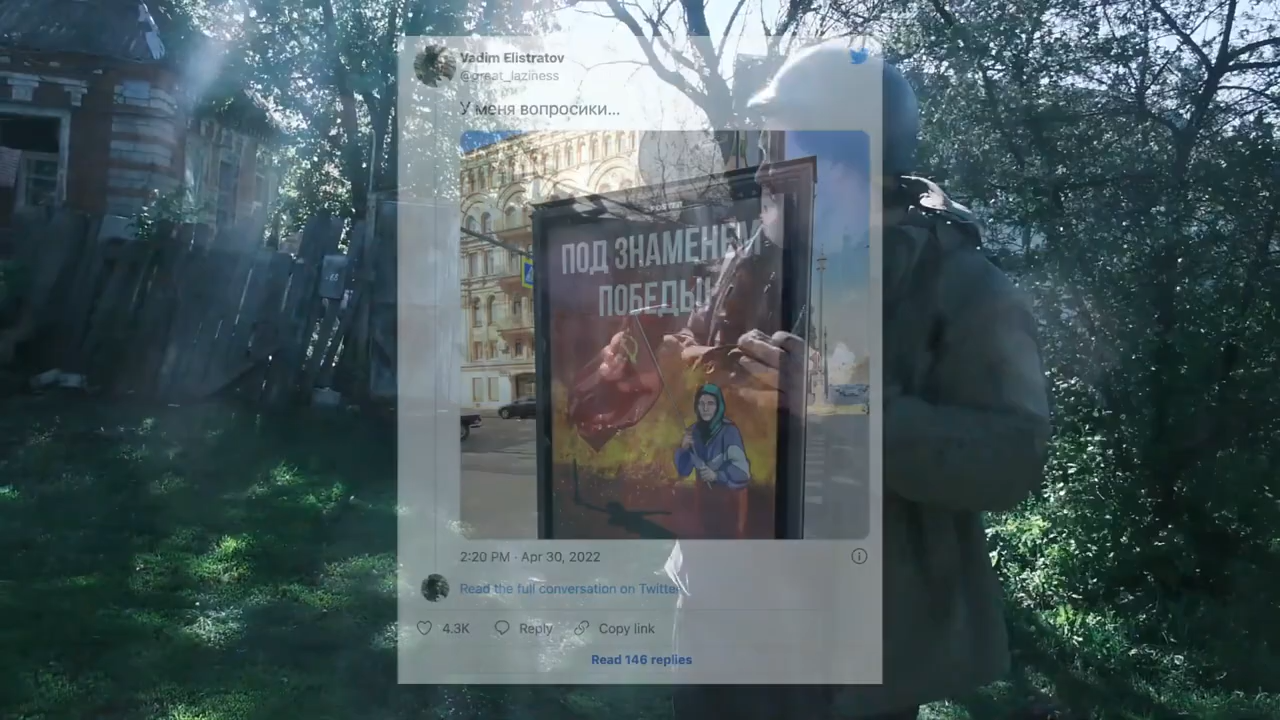 Vadim Elistratov
@great_laziness
У меня вопросики...
ПОД ЗНАМЕНЕМ
ПОБЕДЫ!
2:20 PM · Apr 30, 2022
Read the full conversation on Twitte
4.3K Reply Copy link
Read 146 replies